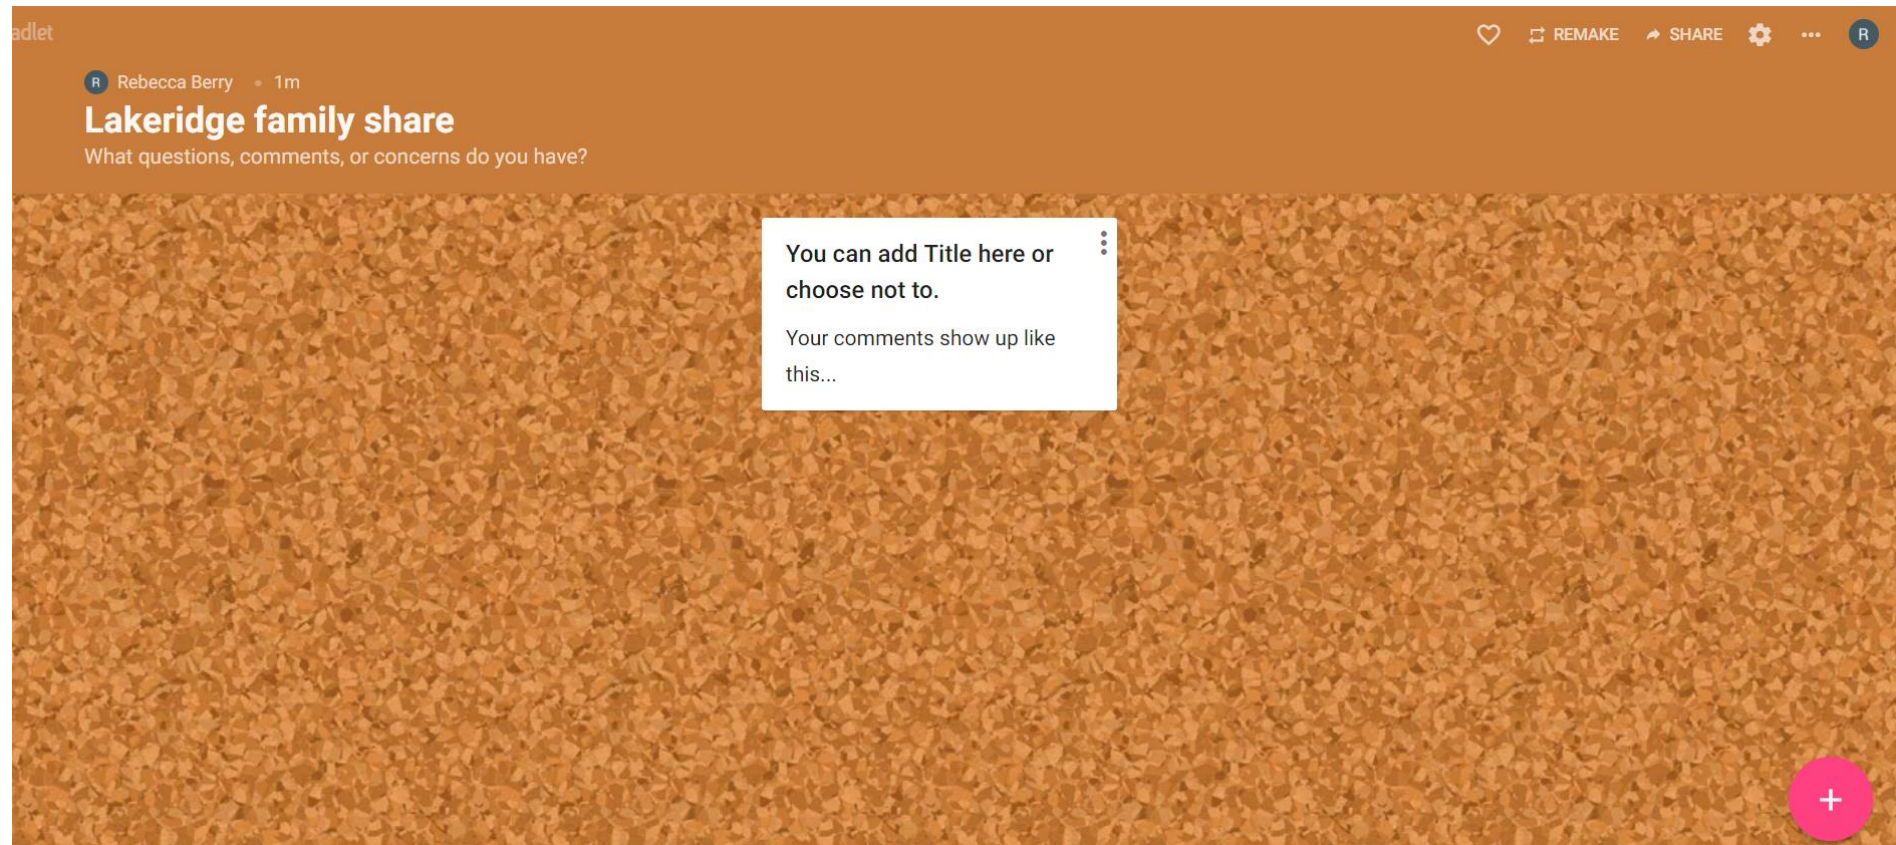 adlet
REMAKE SHARE R
R Rebecca Berry • 1m
Lakeridge family share
What questions, comments, or concerns do you have?
You can add Title here or
choose not to.
Your comments show up like
this...